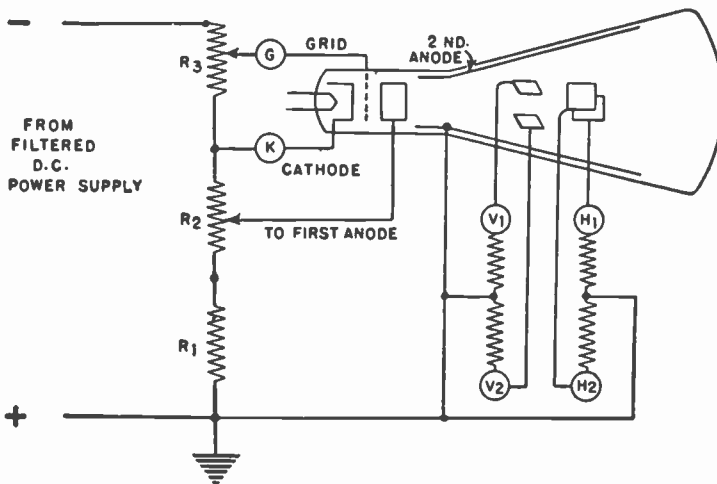 −
R3
G
GRID
2 ND.
ANODE
FROM
FILTERED
D.C.
POWER SUPPLY
K
CATHODE
R2
TO FIRST ANODE
V1
H1
R1
V2
H2
+